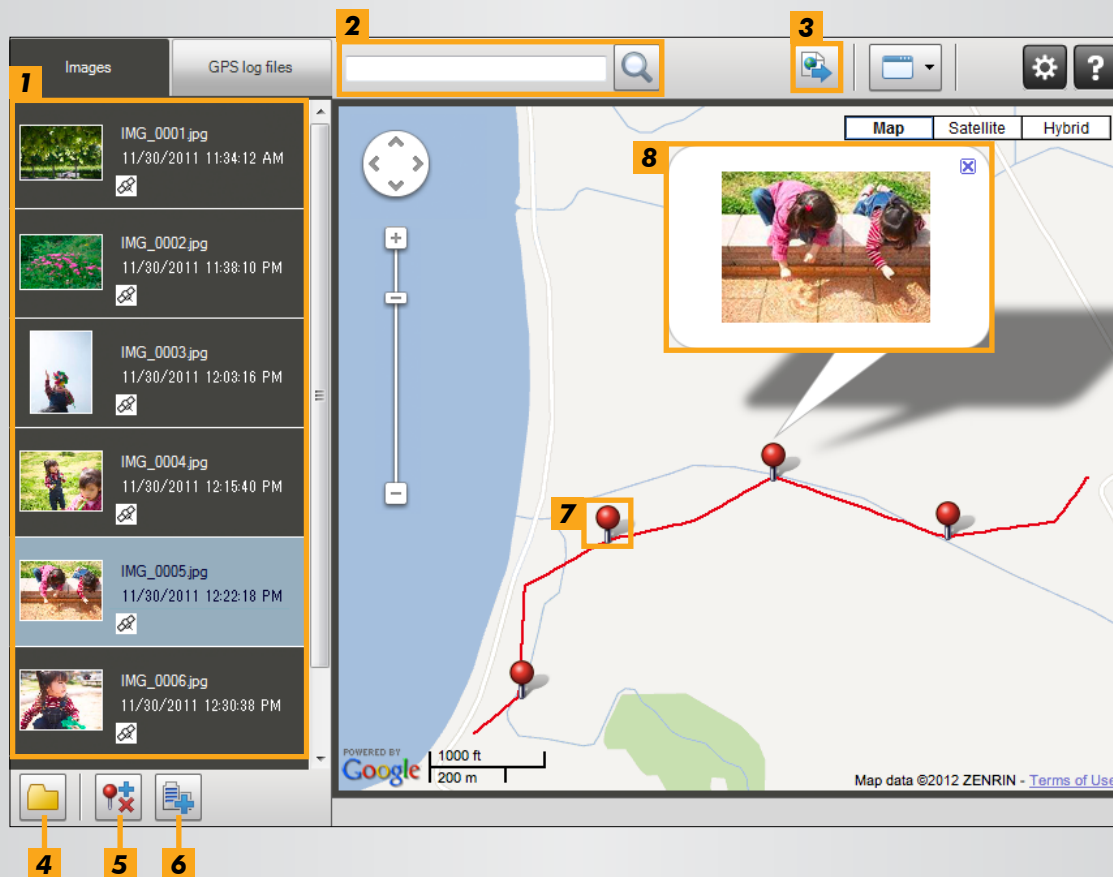 2
3
Images
GPS log files
?
1
IMG_0001.jpg
11/30/2011 11:34:12 AM
IMG_0002.jpg
11/30/2011 11:38:10 PM
IMG_0003.jpg
11/30/2011 12:03:16 PM
IMG_0004.jpg
11/30/2011 12:15:40 PM
IMG_0005.jpg
11/30/2011 12:22:18 PM
IMG_0006.jpg
11/30/2011 12:30:38 PM
Map Satellite Hybrid
8
7
POWERED BY
Google
1000 ft
200 m
Map data ©2012 ZENRIN - Terms of Use
4
5
6